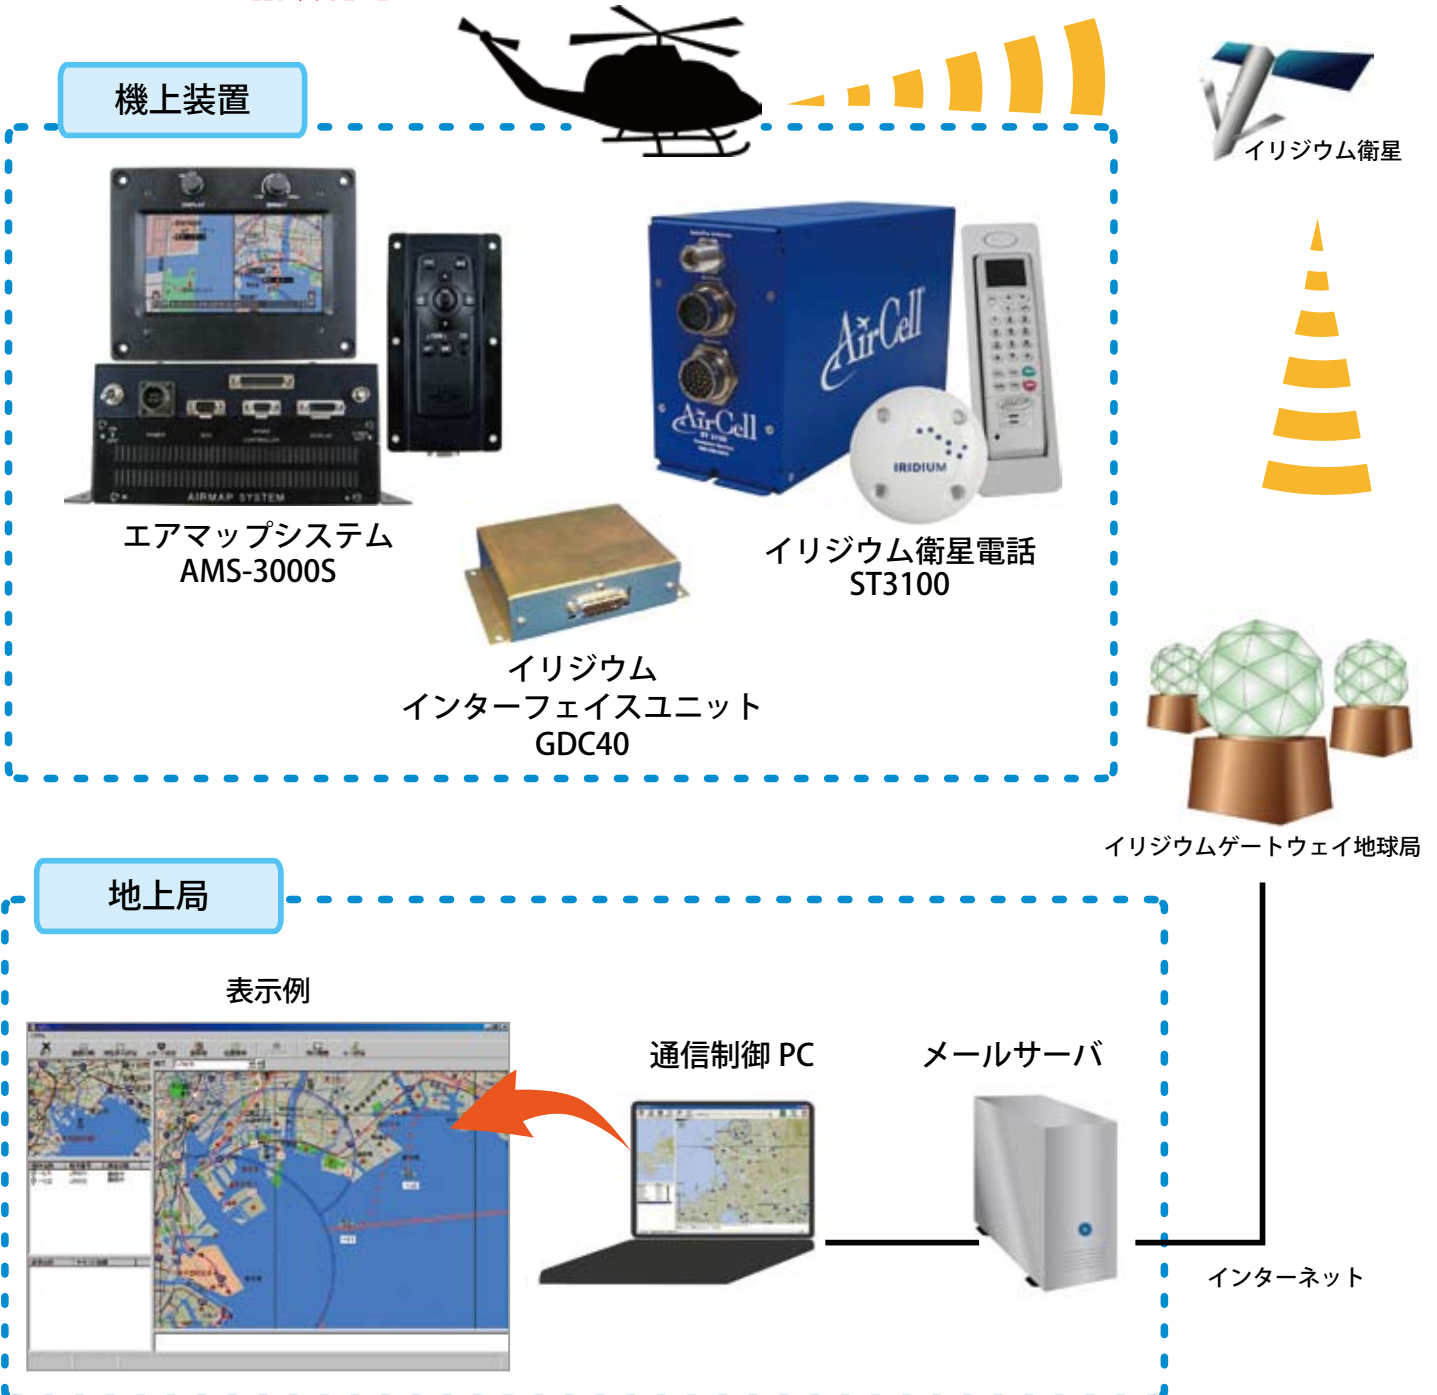 機上装置
イリジウム衛星
AirCell
AirCell
ST 3100
IRIDIUM
AIRMAP SYSTEM
エアマップシステム
AMS-3000S
イリジウム衛星電話
ST3100
イリジウム
インターフェイスユニット
GDC40
イリジウムゲートウェイ地球局
地上局
表示例
通信制御 PC
メールサーバ
インターネット